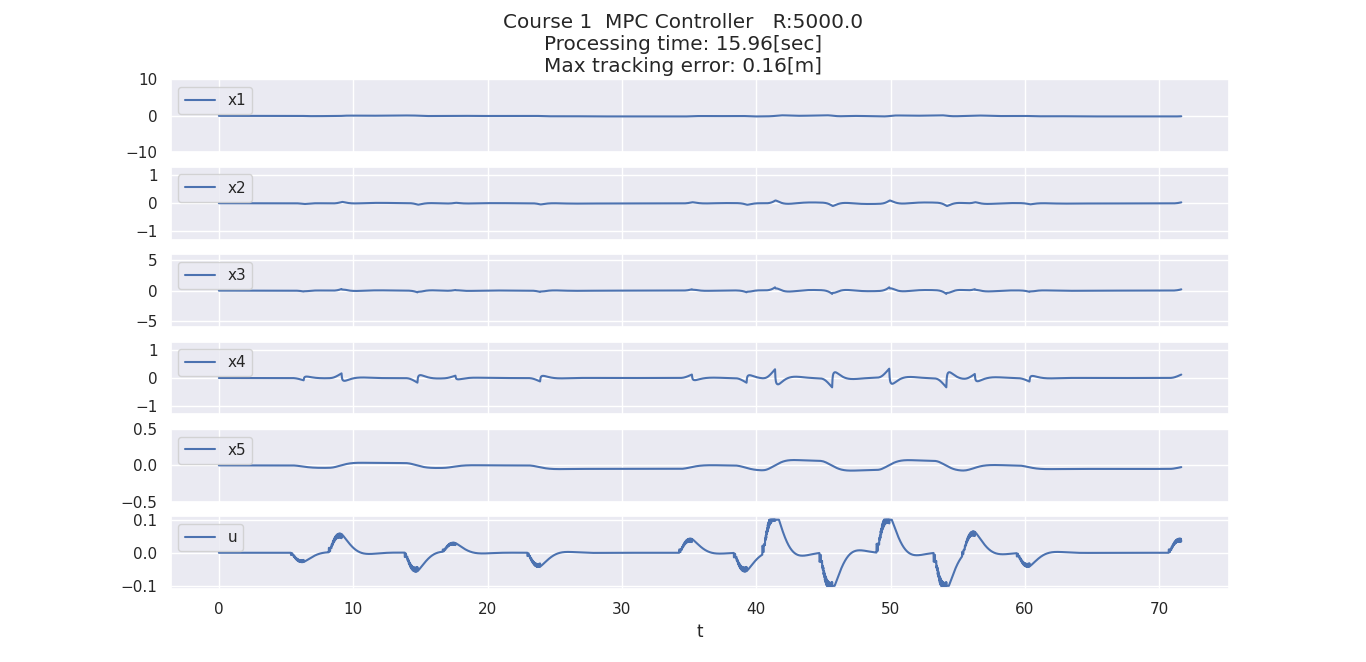 Course 1  MPC Controller   R:5000.0
Processing time: 15.96[sec]
Max tracking error: 0.16[m]
10
x1
0
−10
1
x2
0
−1
5
x3
0
−5
1
x4
0
−1
0.5
x5
0.0
−0.5
0.1
u
0.0
−0.1
0 10 20 30 40 50 60 70
t